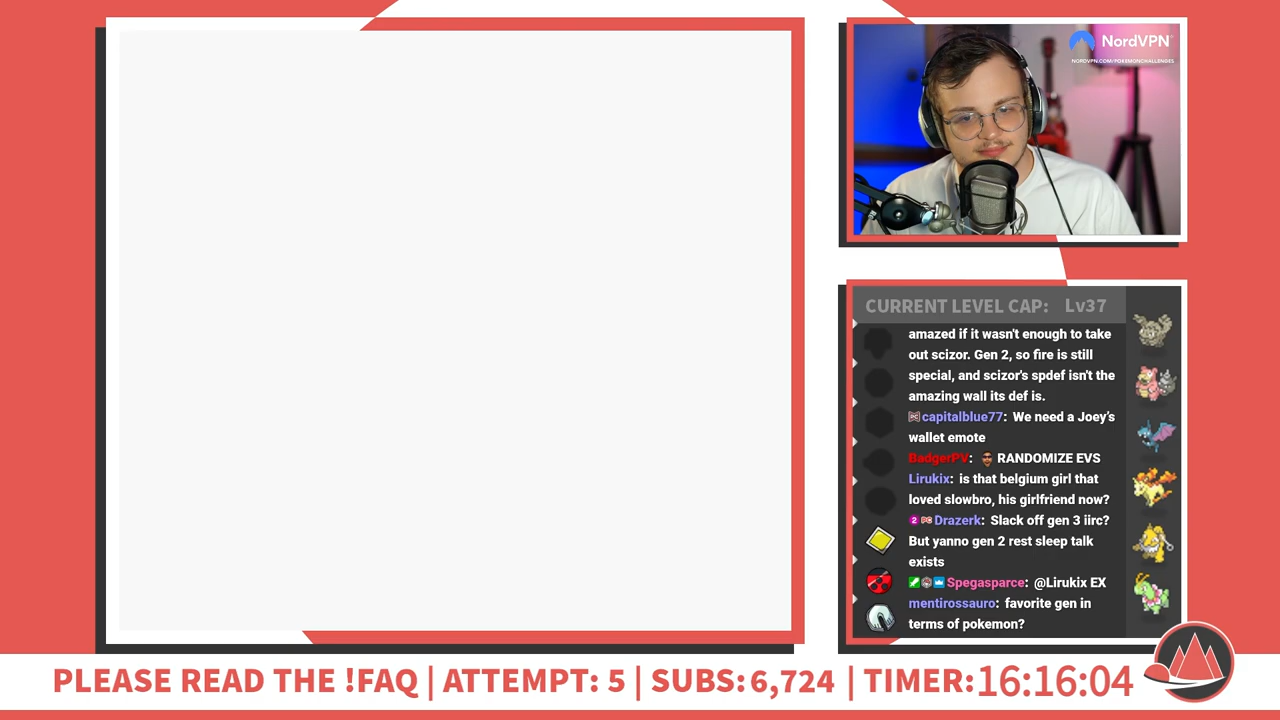 NordVPN
NORDVPN.COM/POKEMONCHALLENGES
CURRENT LEVEL CAP: Lv37
amazed if it wasn't enough to take
out scizor. Gen 2, so fire is still
special, and scizor's spdef isn't the
amazing wall its def is.
capitalblue77: We need a Joey's
wallet emote
BadgerPV: RANDOMIZE EVS
Lirukix: is that belgium girl that
loved slowbro, his girlfriend now?
2 PC Drazerk: Slack off gen 3 iirc?
But yanno gen 2 rest sleep talk
exists
Spegasparce: @Lirukix EX
mentirossauro: favorite gen in
terms of pokemon?
PLEASE READ THE !FAQ | ATTEMPT: 5 | SUBS: 6,724 | TIMER: 16:16:04